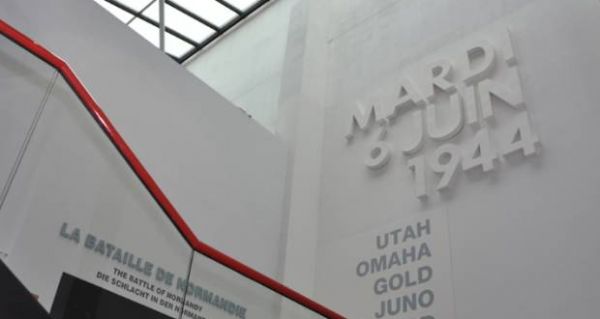 MARDI
6 JUIN
1944
UTAH
OMAHA
GOLD
JUNO
LA BATAILLE DE NORMANDIE
THE BATTLE OF NORMANDY
DIE SCHLACHT IN DER